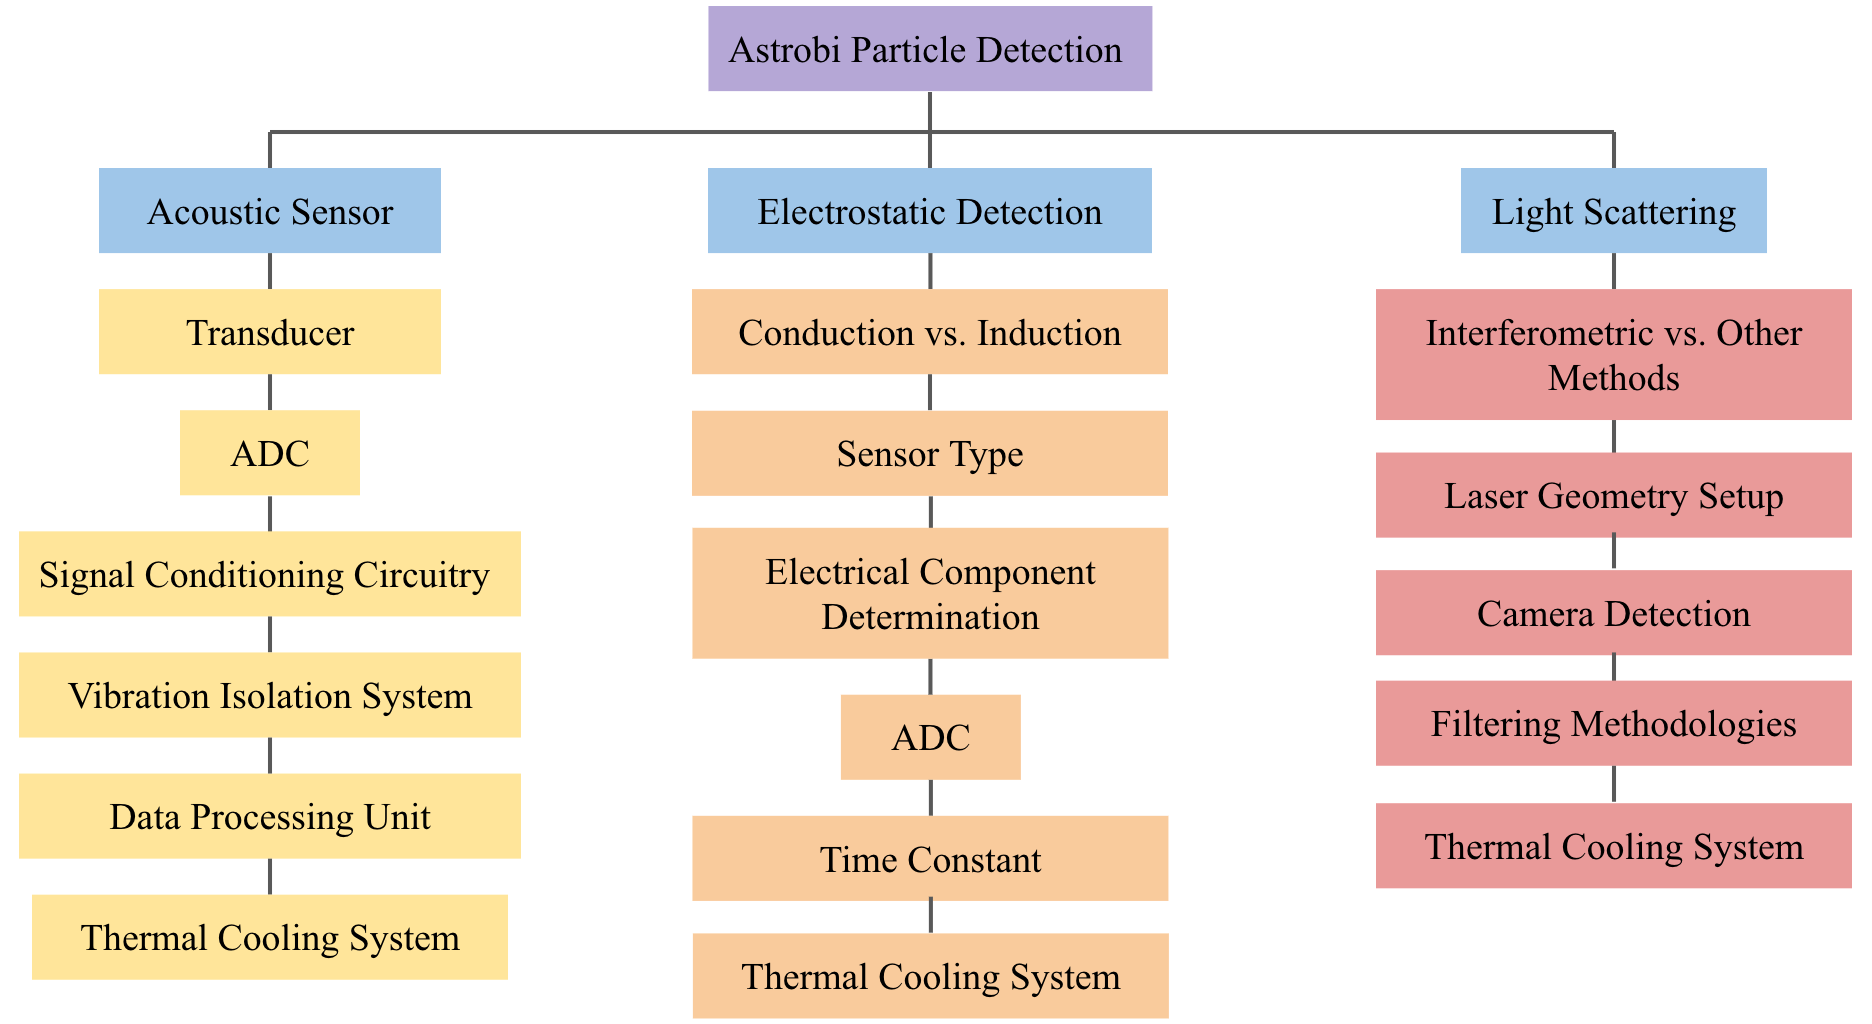 Astrobi Particle Detection
Acoustic Sensor
Transducer
ADC
Signal Conditioning Circuitry
Vibration Isolation System
Data Processing Unit
Thermal Cooling System
Electrostatic Detection
Conduction vs. Induction
Sensor Type
Electrical Component
Determination
ADC
Time Constant
Thermal Cooling System
Light Scattering
Interferometric vs. Other
Methods
Laser Geometry Setup
Camera Detection
Filtering Methodologies
Thermal Cooling System